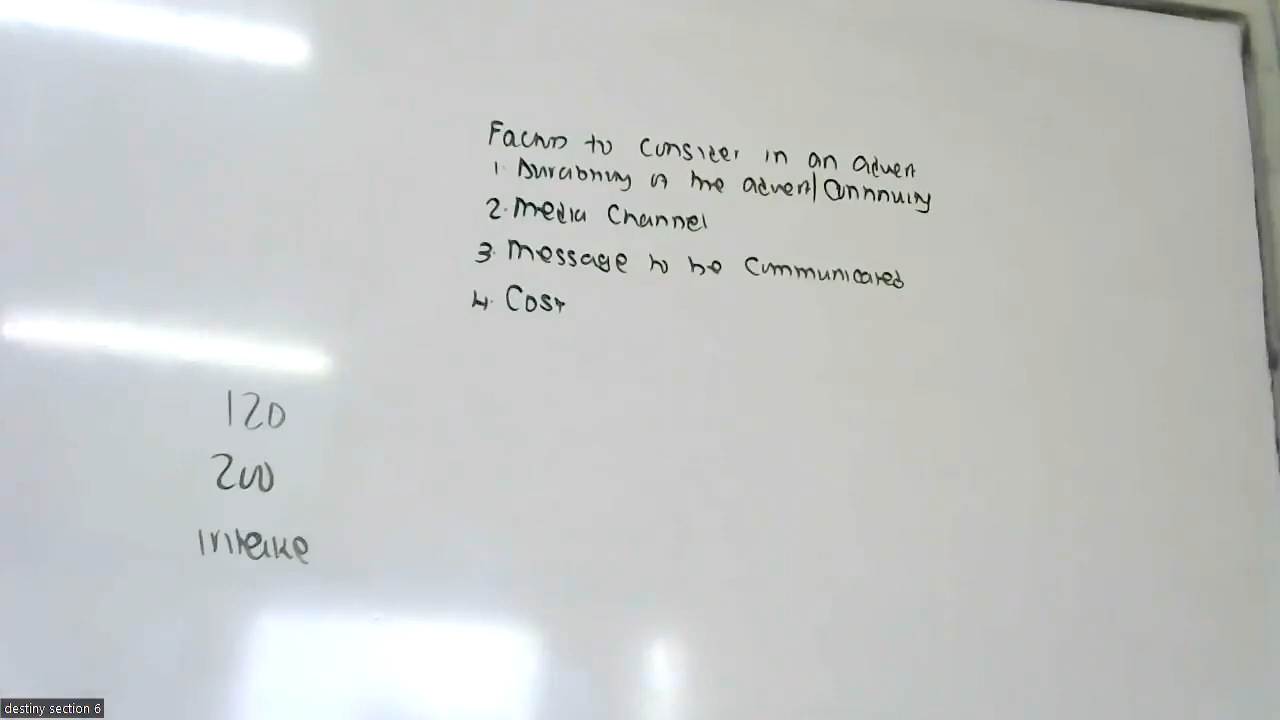 Factors to consider in an advert
1. Durability of the advert/Continuity
2. Media Channel
3. Message to be Communicated
4. Cost
120
200
intake
destiny section 6